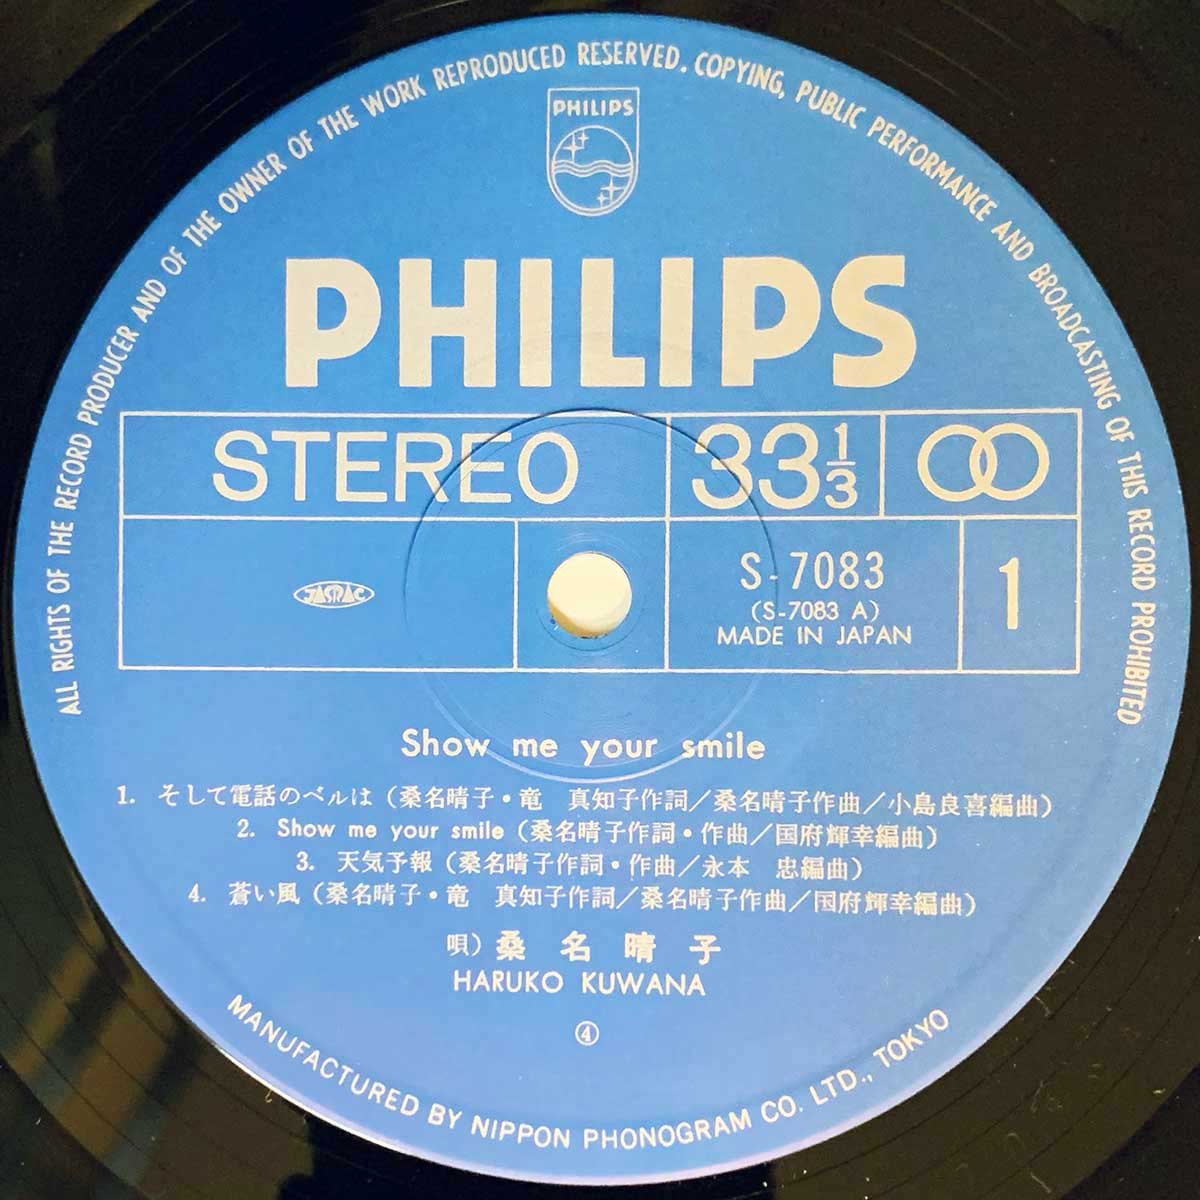 ALL RIGHTS OF THE RECORD PRODUCER AND OF THE OWNER OF THE WORK REPRODUCED RESERVED. COPYING, PUBLIC PERFORMANCE AND BROADCASTING OF THIS RECORD PROHIBITED
PHILIPS
PHILIPS
STEREO 33 1/3
JASRAC
S-7083
(S-7083 A)
MADE IN JAPAN
1
Show me your smile
1. そして電話のベルは（桑名晴子・竜　真知子作詞／桑名晴子作曲／小島良喜編曲）
2. Show me your smile（桑名晴子作詞・作曲／国府輝幸編曲）
3. 天気予報（桑名晴子作詞・作曲／永本　忠編曲）
4. 蒼い風（桑名晴子・竜　真知子作詞／桑名晴子作曲／国府輝幸編曲）
唄）桑名晴子
HARUKO KUWANA
④
MANUFACTURED BY NIPPON PHONOGRAM CO. LTD., TOKYO